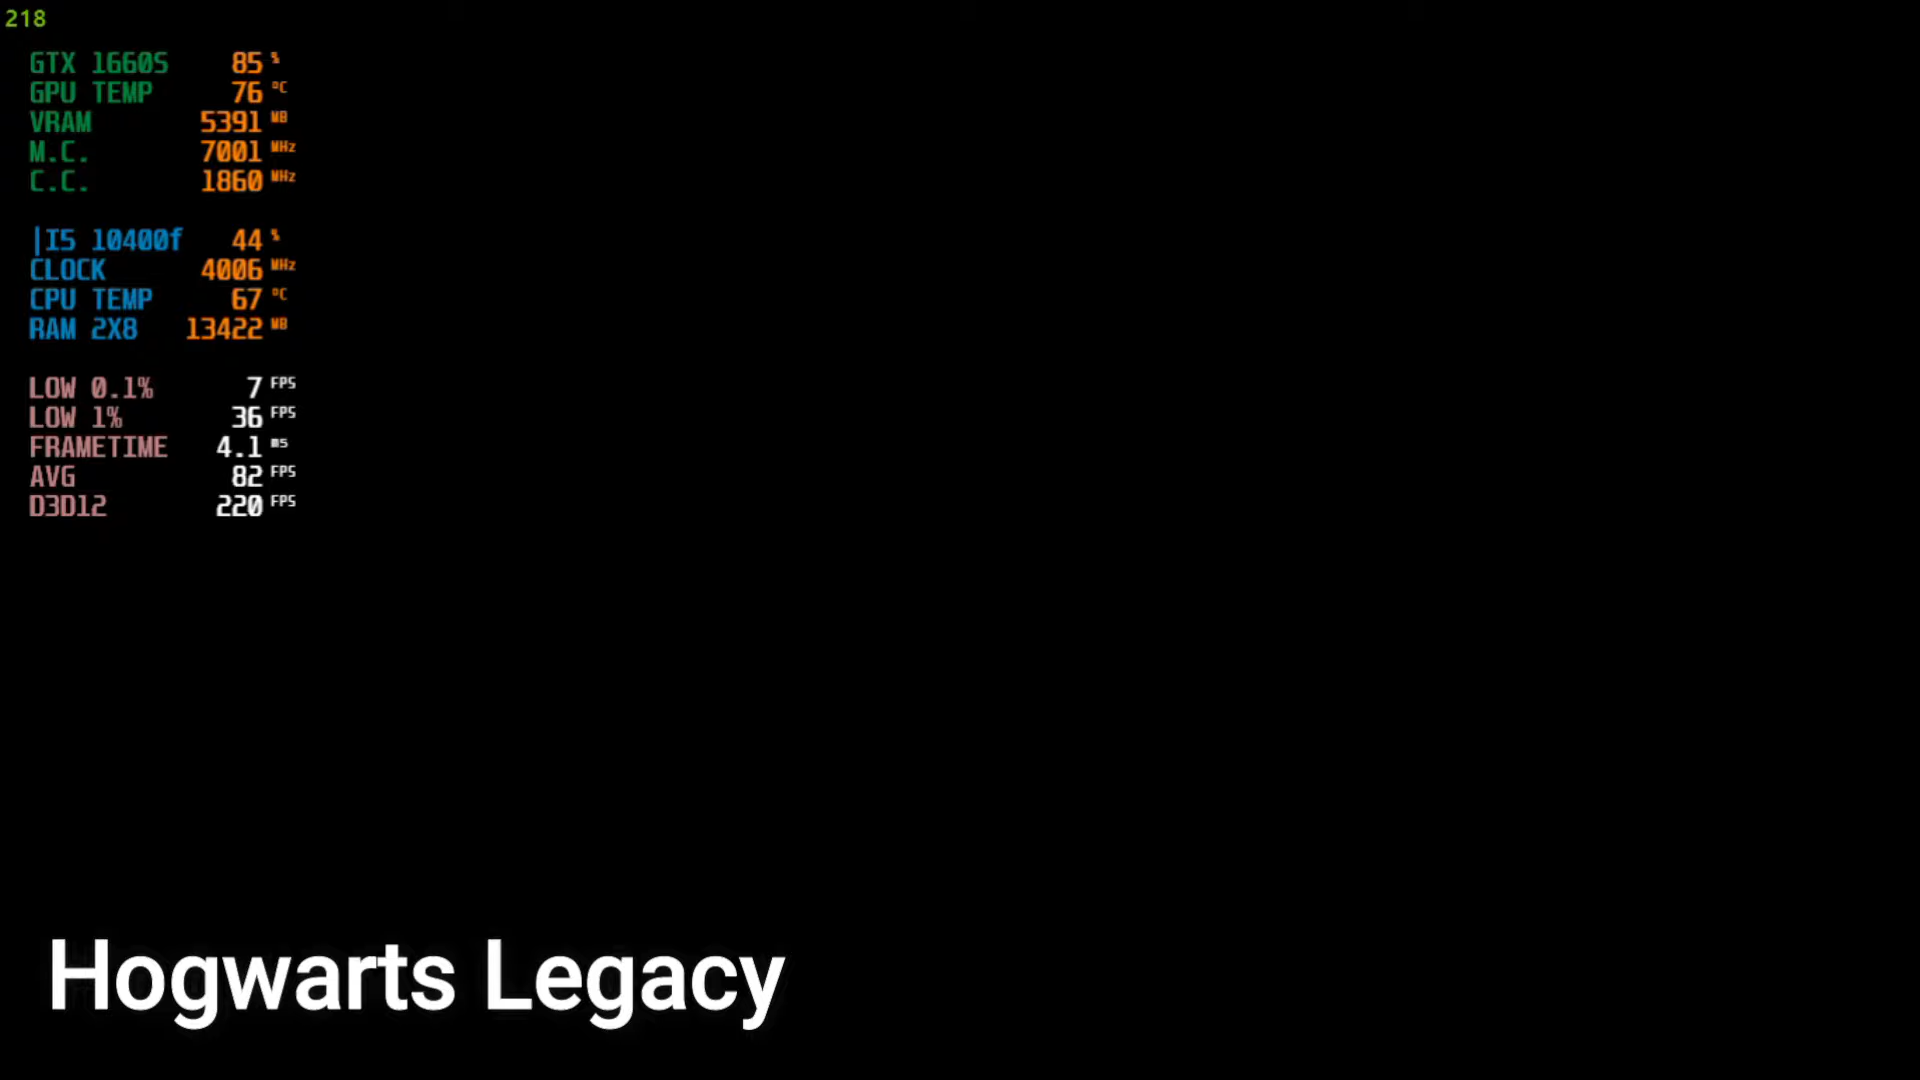 218
GTX 1660S 85 %
GPU TEMP 76 °C
VRAM 5391 MB
M.C. 7001 MHz
C.C. 1860 MHz
|I5 10400f 44 %
CLOCK 4006 MHz
CPU TEMP 67 °C
RAM 2X8 13422 MB
LOW 0.1% 7 FPS
LOW 1% 36 FPS
FRAMETIME 4.1 ms
AVG 82 FPS
D3D12 220 FPS
Hogwarts Legacy